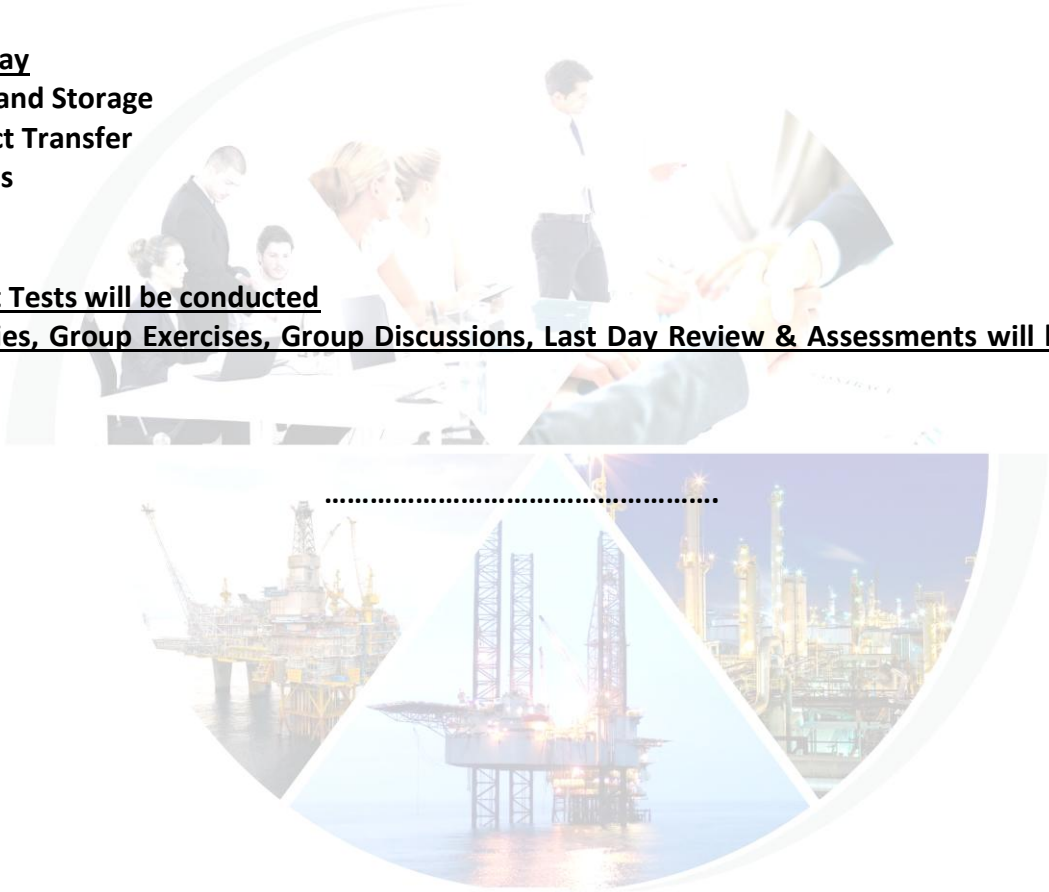 ay
and Storage
ct Transfer
s
t Tests will be conducted
ies, Group Exercises, Group Discussions, Last Day Review & Assessments will b
……………………………………………
CONTRACT